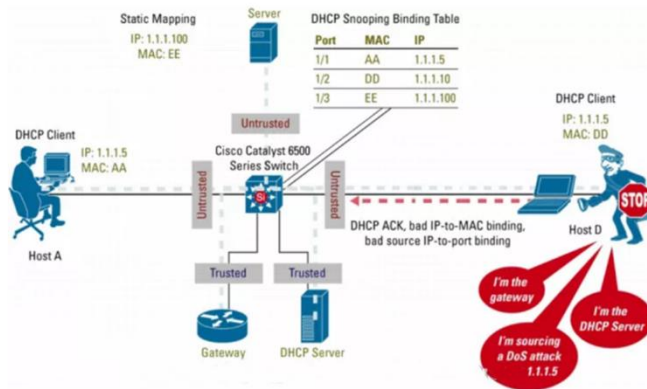 Static Mapping
IP: 1.1.1.100
MAC: EE
Server
DHCP Snooping Binding Table
Port MAC IP
1/1 AA 1.1.1.5
1/2 DD 1.1.1.10
1/3 EE 1.1.1.100
DHCP Client
IP: 1.1.1.5
MAC: DD
Untrusted
DHCP Client
IP: 1.1.1.5
MAC: AA
Cisco Catalyst 6500
Series Switch
Untrusted
Si
Untrusted
STOP
DHCP ACK, bad IP-to-MAC binding,
bad source IP-to-port binding
Host A
Host D
Trusted
Trusted
Gateway
DHCP Server
I'm the
gateway
I'm the
DHCP Server
I'm sourcing
a DoS attack
1.1.1.5